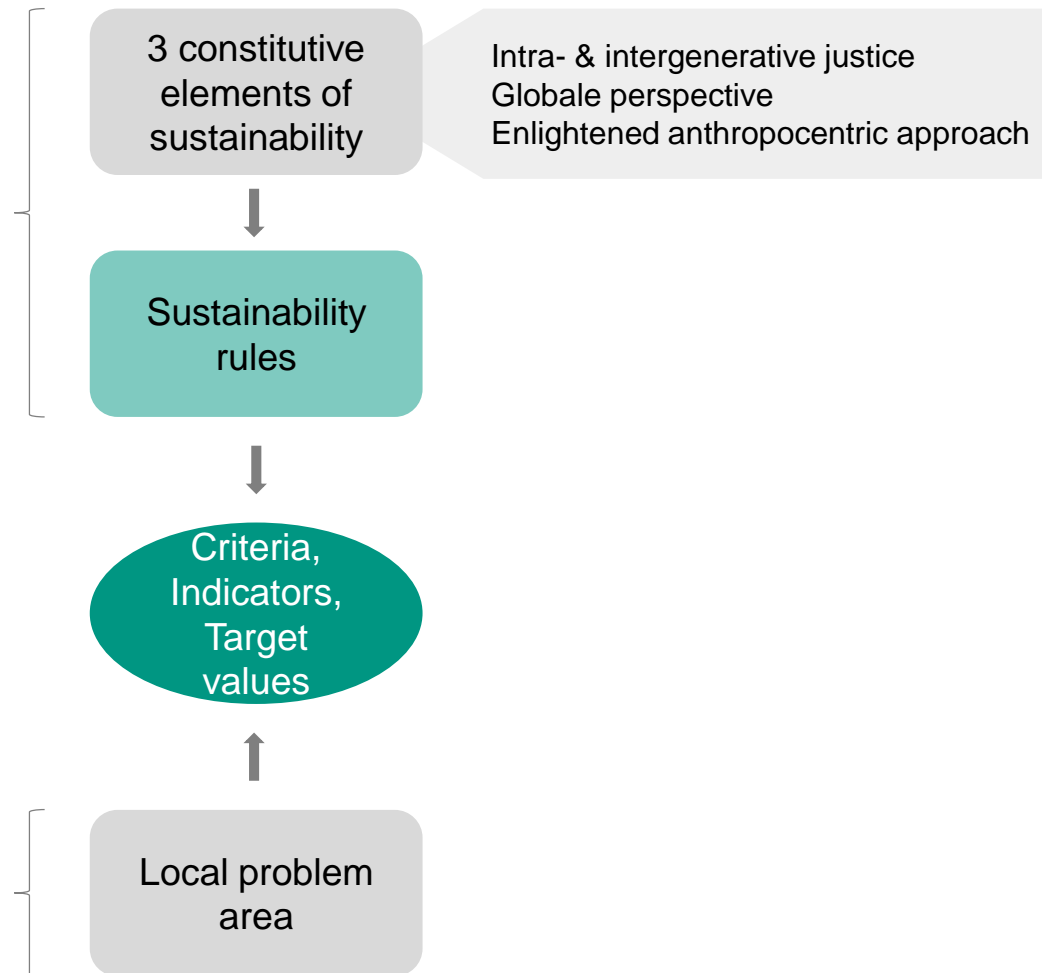 3 constitutive
elements of
sustainability
Intra- & intergenerative justice
Globale perspective
Enlightened anthropocentric approach
Sustainability
rules
Criteria,
Indicators,
Target
values
Local problem
area